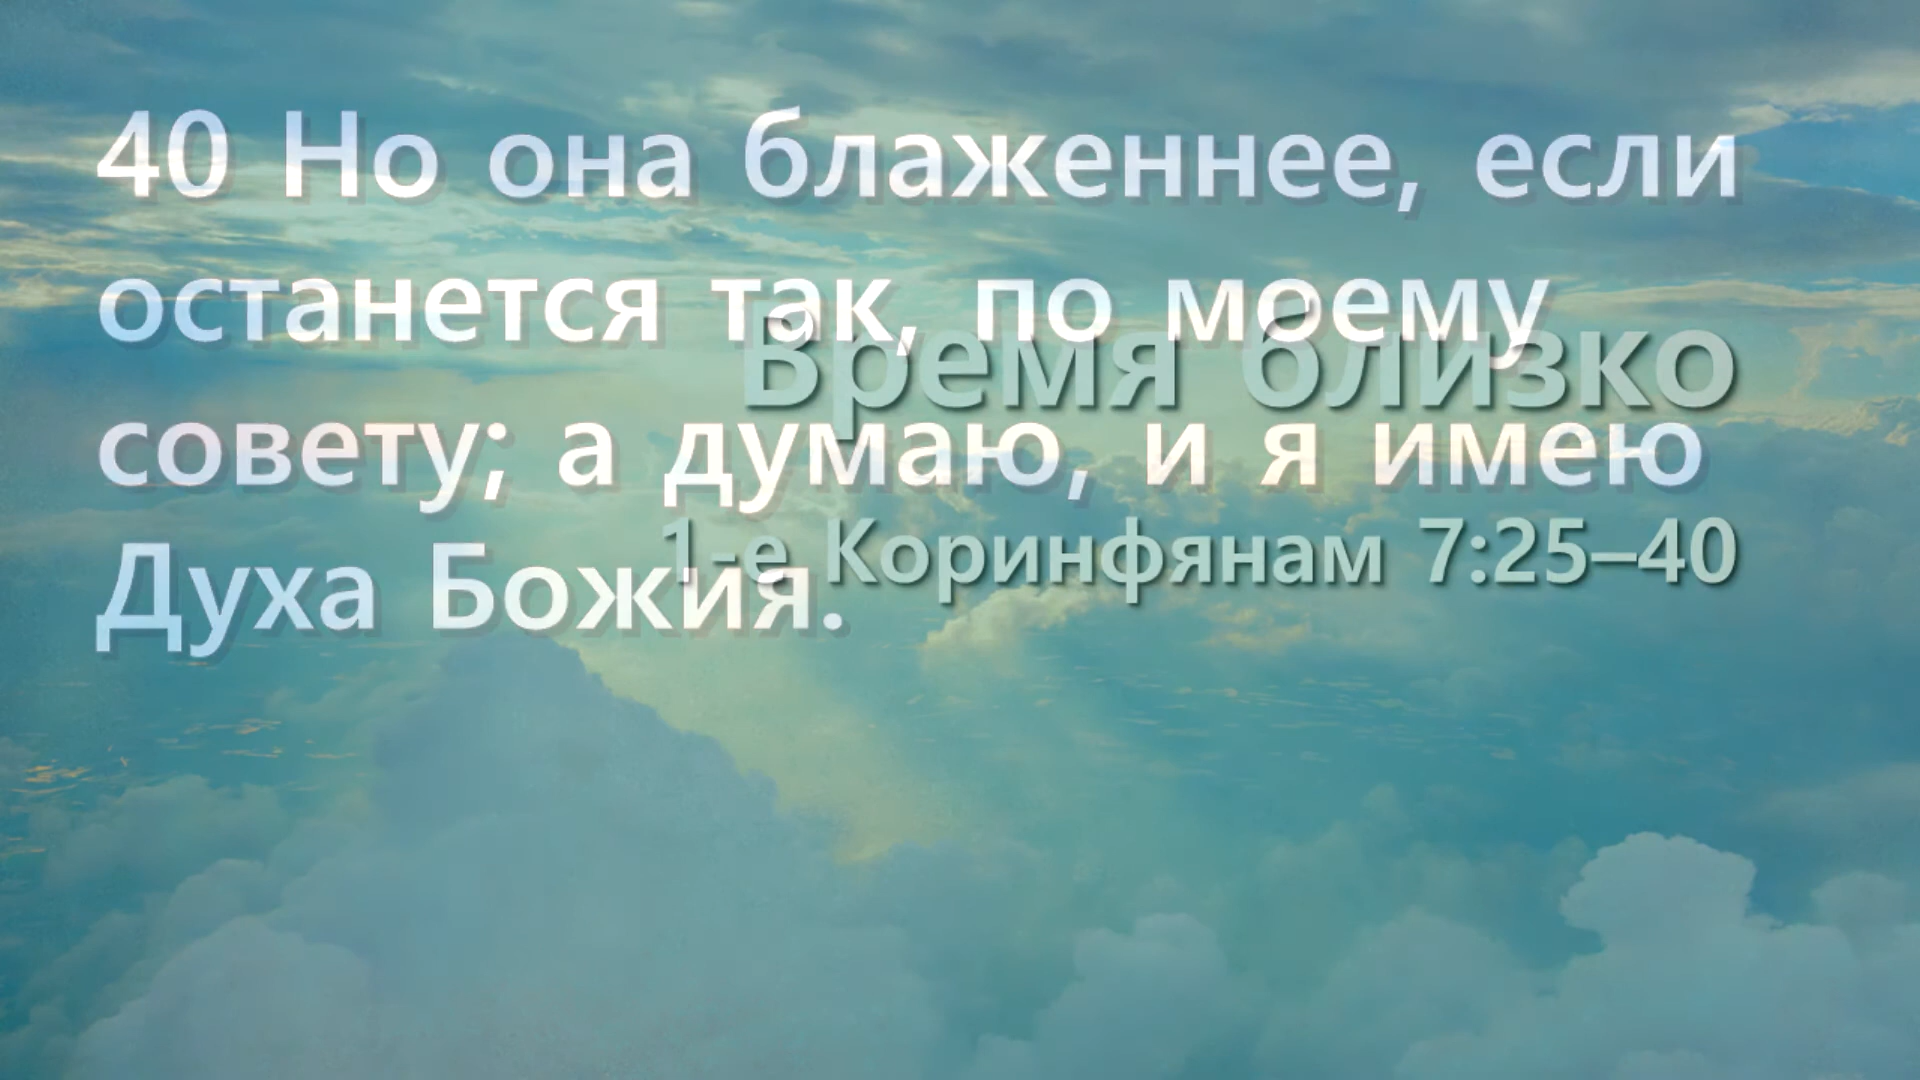 40 Но она блаженнее, если
останется так, по моему
совету; а думаю, и я имею
Духа Божия.
Время близко
1-е Коринфянам 7:25–40